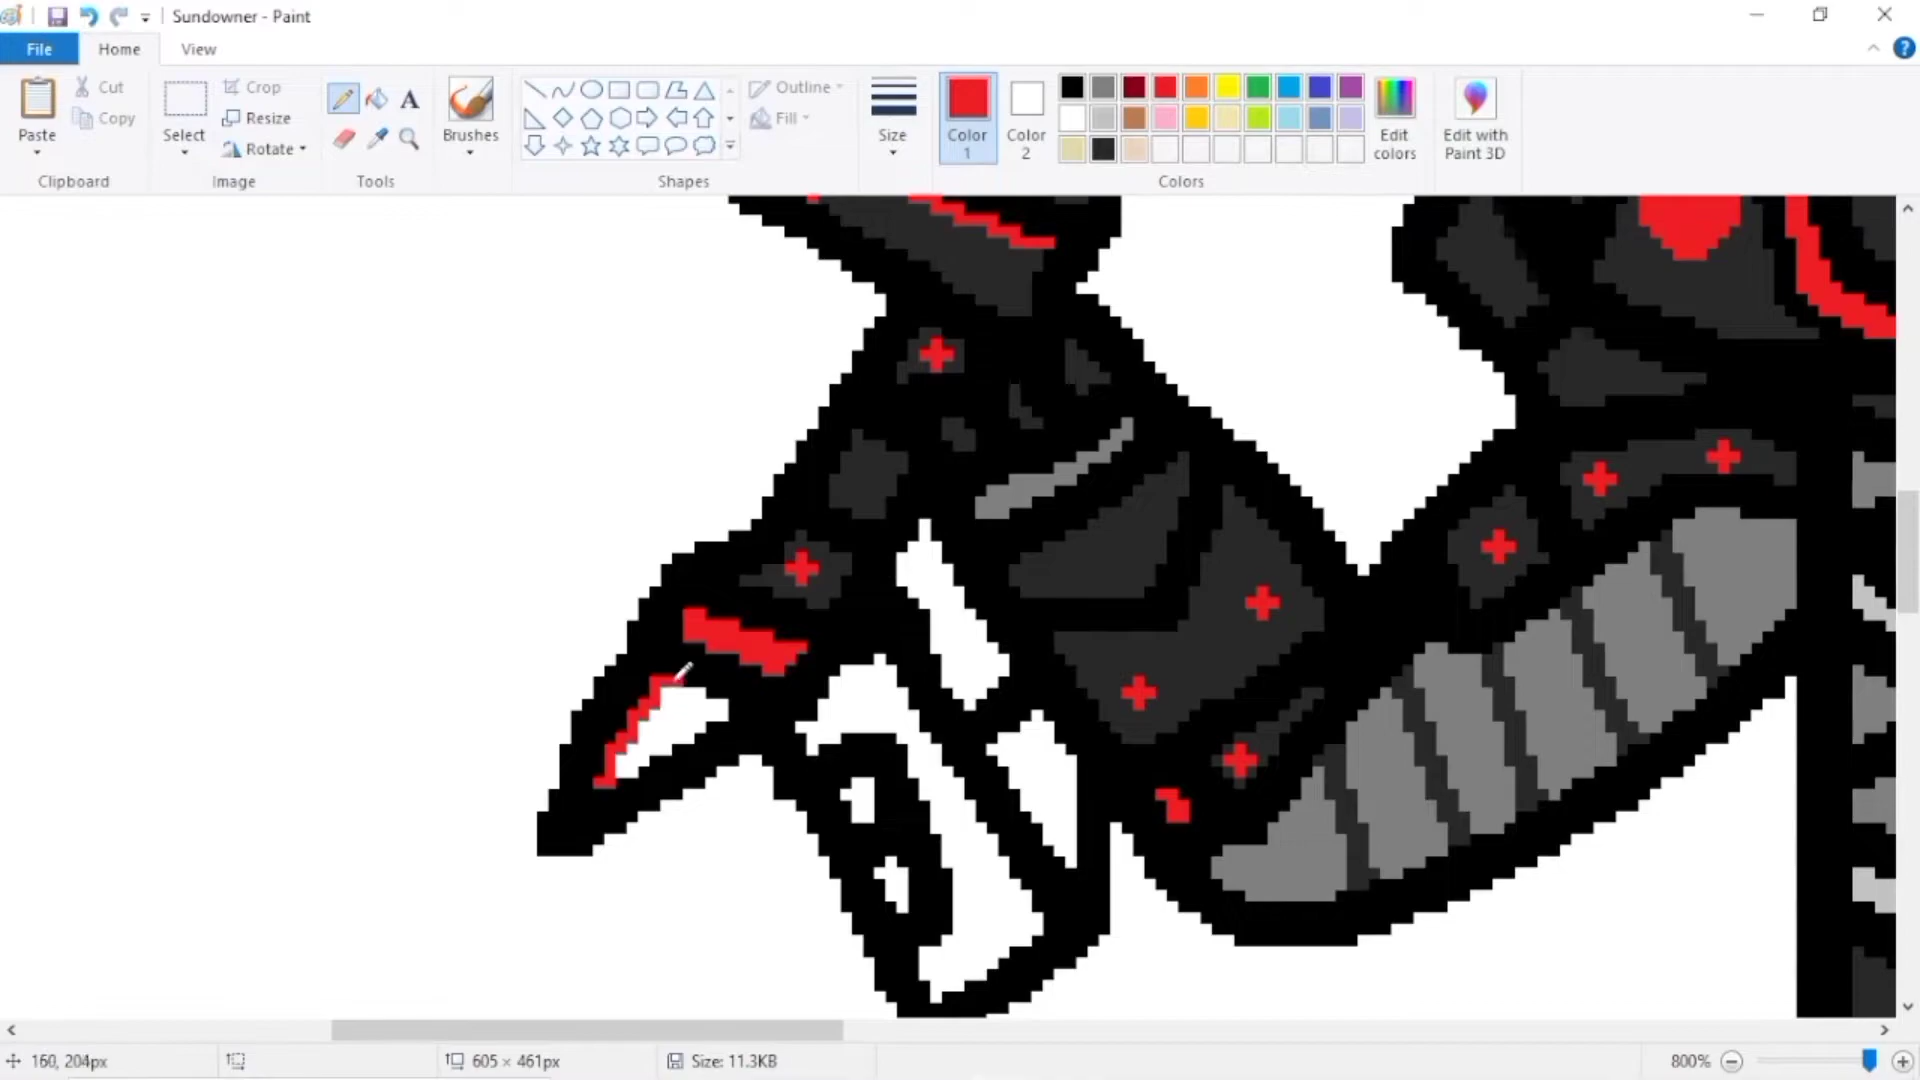 Sundowner - Paint
File Home View
Paste
Cut
Copy
Clipboard
Select
Crop
Resize
Rotate
Image
A
Tools
Brushes
Shapes
Outline
Fill
Size
Color 1
Color 2
Colors
Edit colors
Edit with Paint 3D
160, 204px
605 × 461px
Size: 11.3KB
800%